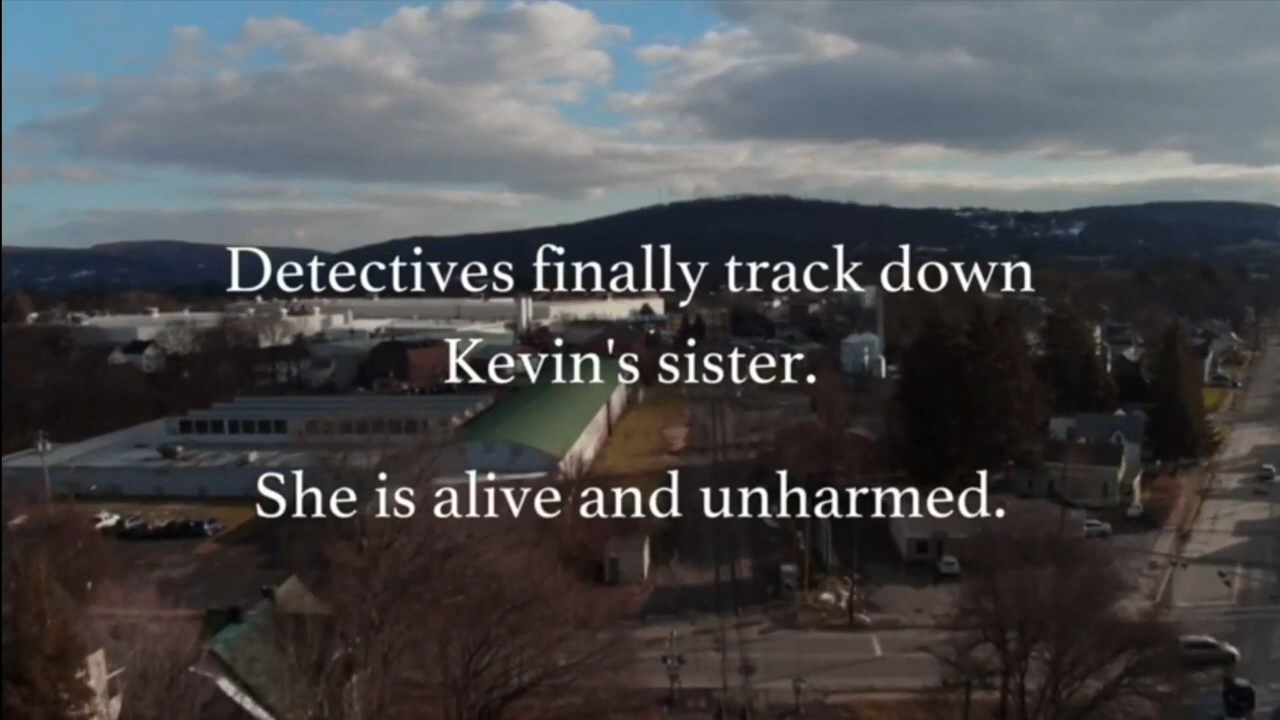 Detectives finally track down
Kevin's sister.
She is alive and unharmed.